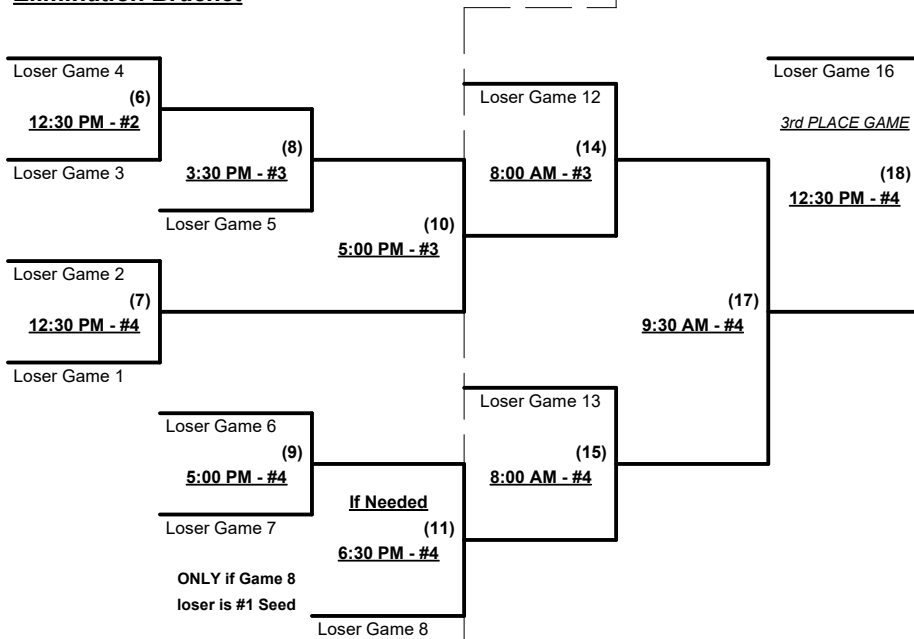 Elimination Bracket
Loser Game 4
(6)
12:30 PM - #2
Loser Game 3
(8)
3:30 PM - #3
Loser Game 5
(10)
5:00 PM - #3
Loser Game 2
(7)
12:30 PM - #4
Loser Game 1
Loser Game 6
(9)
5:00 PM - #4
Loser Game 7
If Needed
(11)
6:30 PM - #4
ONLY if Game 8
loser is #1 Seed
Loser Game 8
Loser Game 12
(14)
8:00 AM - #3
Loser Game 13
(15)
8:00 AM - #4
(17)
9:30 AM - #4
Loser Game 16
3rd PLACE GAME
(18)
12:30 PM - #4